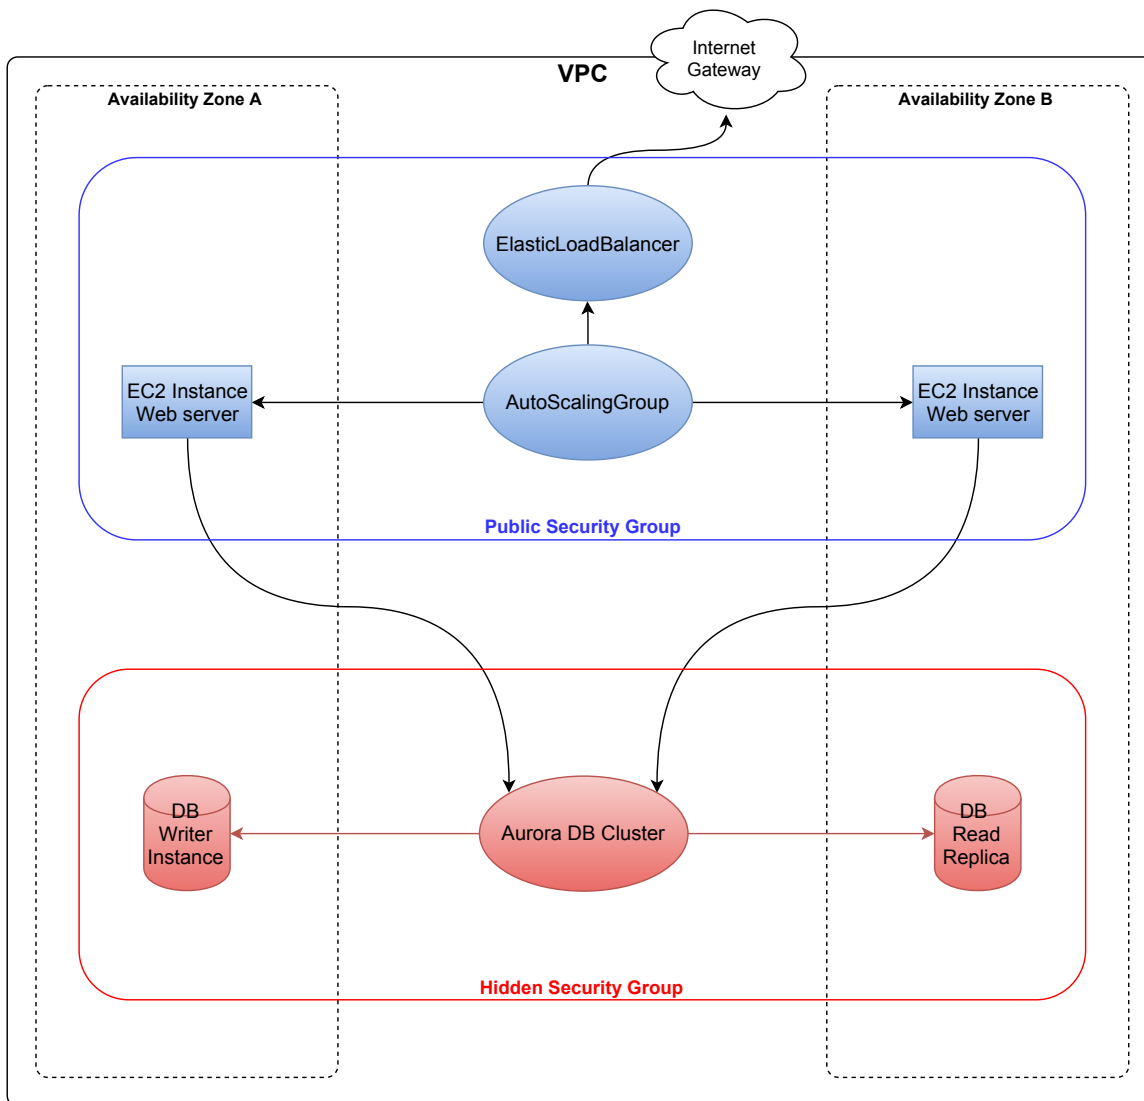 Internet
Gateway
VPC
Availability Zone A
Availability Zone B
ElasticLoadBalancer
EC2 Instance
Web server
AutoScalingGroup
EC2 Instance
Web server
Public Security Group
DB
Writer
Instance
Aurora DB Cluster
DB
Read
Replica
Hidden Security Group